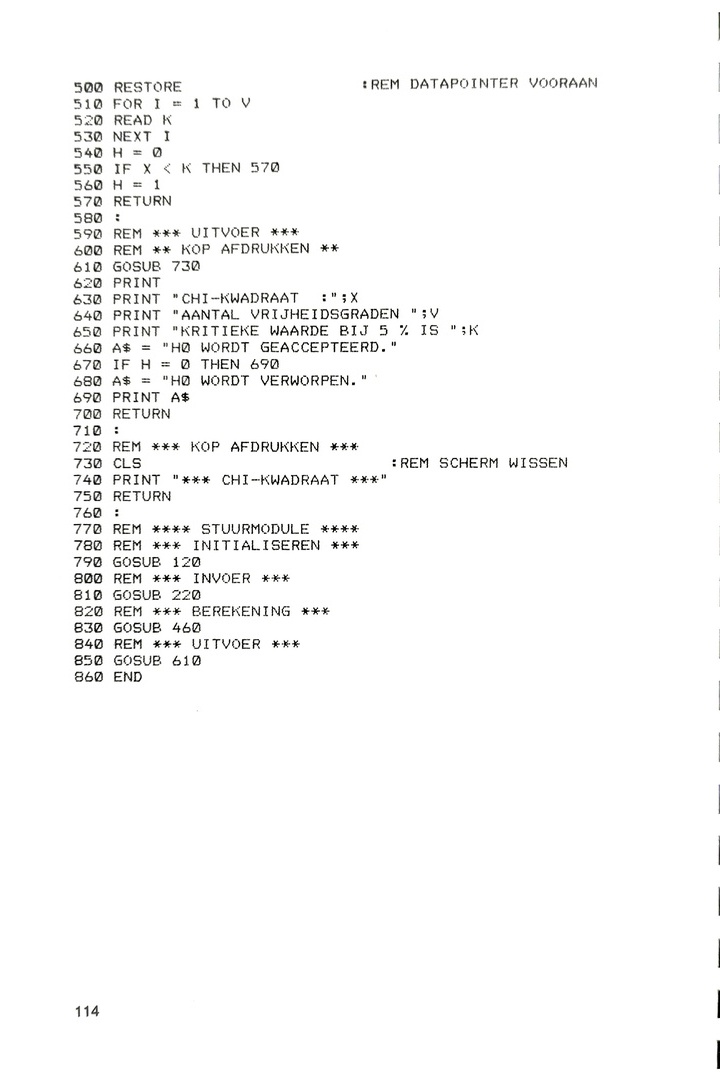 500 RESTORE :REM DATAPOINTER VOORAAN
510 FOR I = 1 TO V
520 READ K
530 NEXT I
540 H = 0
550 IF X < K THEN 570
560 H = 1
570 RETURN
580 :
590 REM *** UITVOER ***
600 REM ** KOP AFDRUKKEN **
610 GOSUB 730
620 PRINT
630 PRINT "CHI-KWADRAAT  :";X
640 PRINT "AANTAL VRIJHEIDSGRADEN ";V
650 PRINT "KRITIEKE WAARDE BIJ 5 % IS ";K
660 A$ = "H0 WORDT GEACCEPTEERD."
670 IF H = 0 THEN 690
680 A$ = "H0 WORDT VERWORPEN."
690 PRINT A$
700 RETURN
710 :
720 REM *** KOP AFDRUKKEN ***
730 CLS :REM SCHERM WISSEN
740 PRINT "*** CHI-KWADRAAT ***"
750 RETURN
760 :
770 REM **** STUURMODULE ****
780 REM *** INITIALISEREN ***
790 GOSUB 120
800 REM *** INVOER ***
810 GOSUB 220
820 REM *** BEREKENING ***
830 GOSUB 460
840 REM *** UITVOER ***
850 GOSUB 610
860 END
114